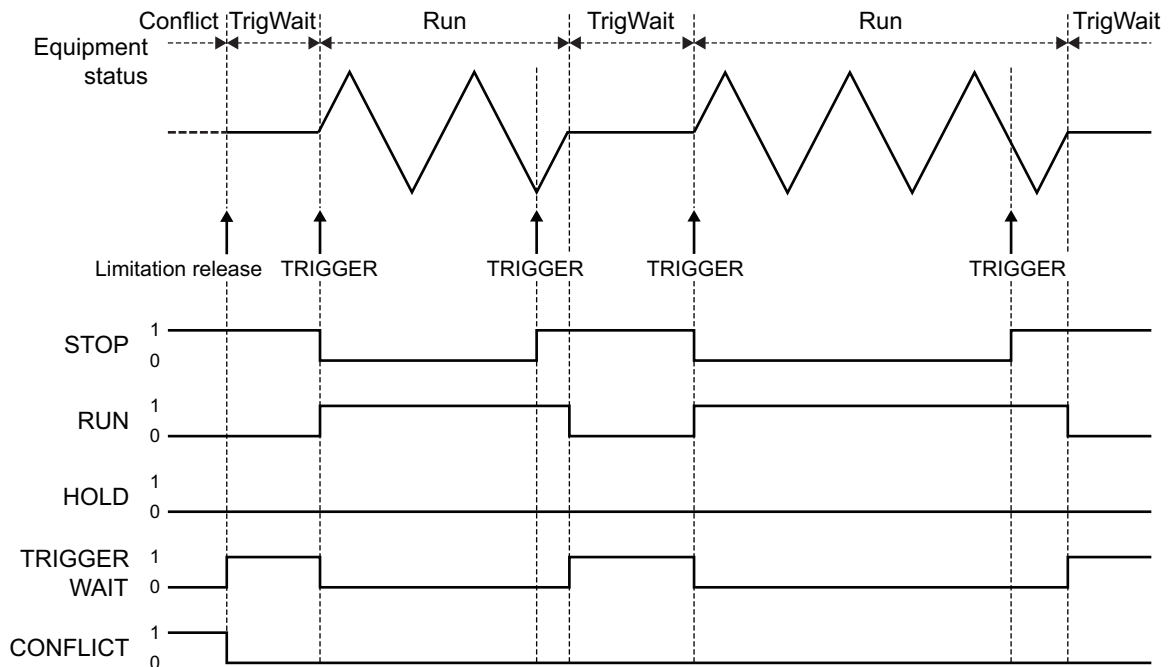 Conflict TrigWait Run TrigWait Run TrigWait
Equipment
status
Limitation release TRIGGER TRIGGER TRIGGER TRIGGER
STOP 1
0
RUN 1
0
HOLD 1
0
TRIGGER
WAIT 1
0
CONFLICT 1
0